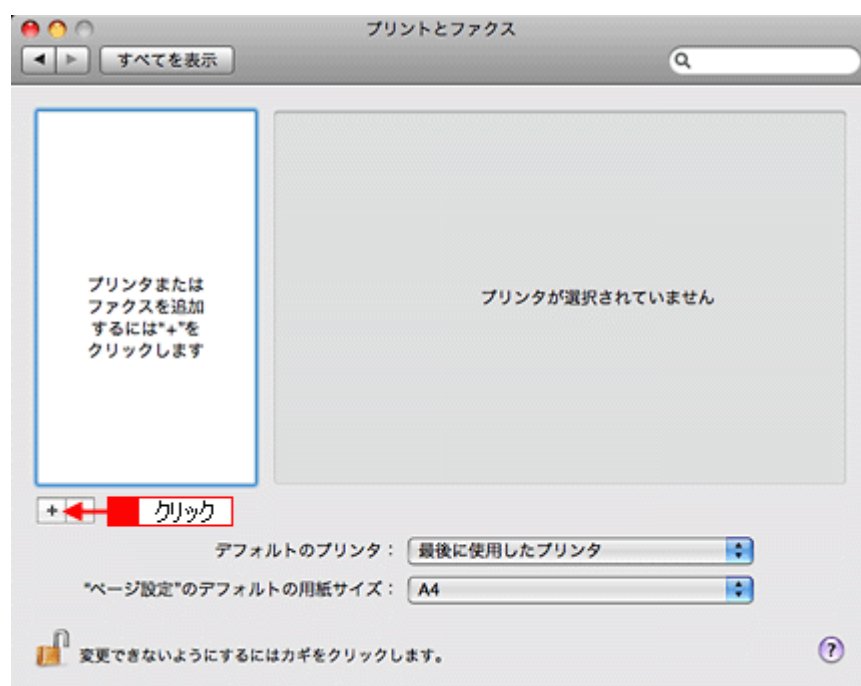 プリントとファクス
すべてを表示
プリンタまたは
ファクスを追加
するには“+”を
クリックします
プリンタが選択されていません
+
クリック
デフォルトのプリンタ： 最後に使用したプリンタ
“ページ設定”のデフォルトの用紙サイズ： A4
変更できないようにするにはカギをクリックします。
?